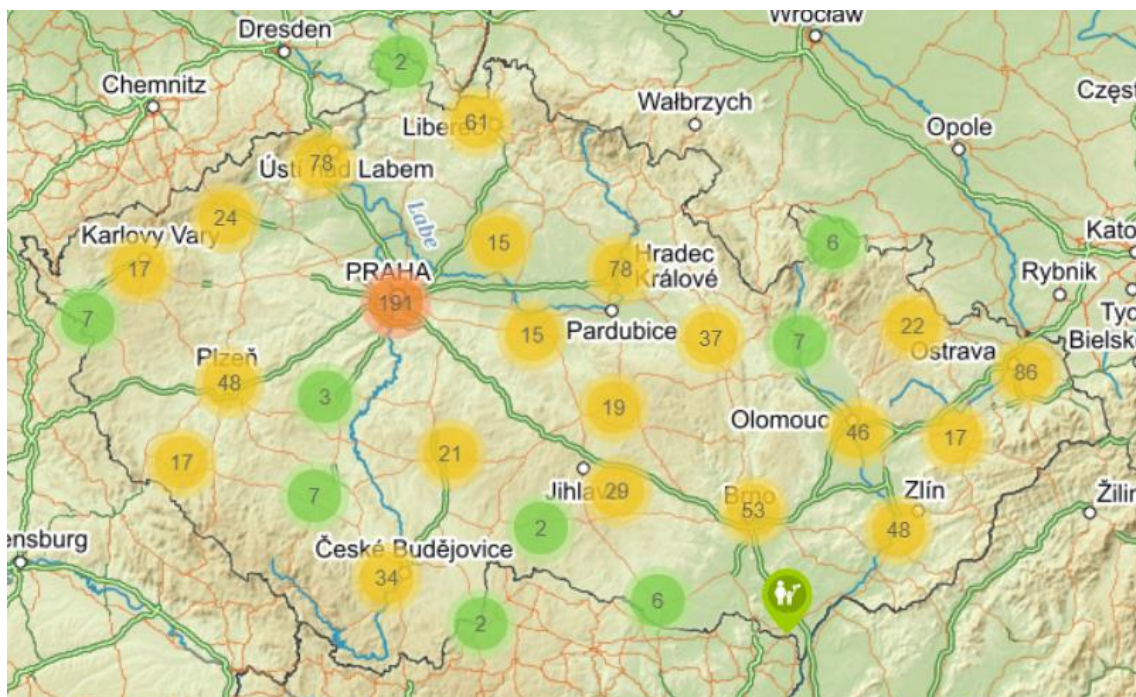 Wrocław
Dresden
2
Chemnitz
Wałbrzych
Częst
61
Liberec
Opole
78
Ústí nad Labem
Labe
24
15
6
Kato
Karlovy Vary
17
78
Hradec
Králové
PRAHA
191
Rybnik
Tyc
7
15
Pardubice
37
7
22
Ostrava
Bielsko
Plzeň
48
3
86
19
Olomouc
46
17
21
17
Jihlava
29
7
Brno
53
Zlín
48
Žilin
2
ensburg
České Budějovice
34
6
2